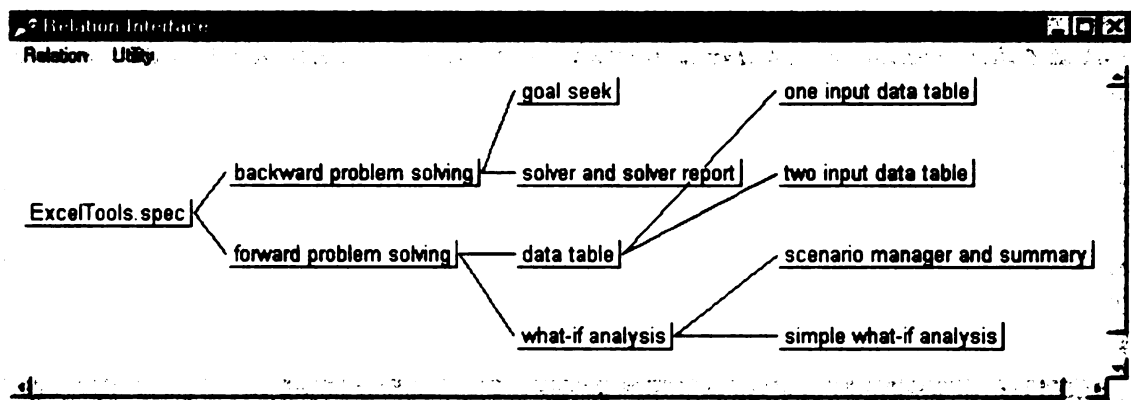 Relation Interface
Relation Utility
goal seek one input data table
backward problem solving solver and solver report two input data table
ExcelTools.spec
forward problem solving data table scenario manager and summary
what-if analysis simple what-if analysis